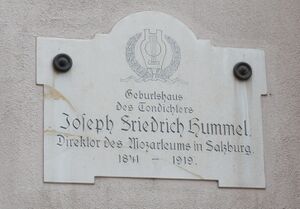 Geburtshaus
des Tondichters
Joseph Friedrich Hummel.
Direktor des Mozarteums in Salzburg.
1841 – 1919.